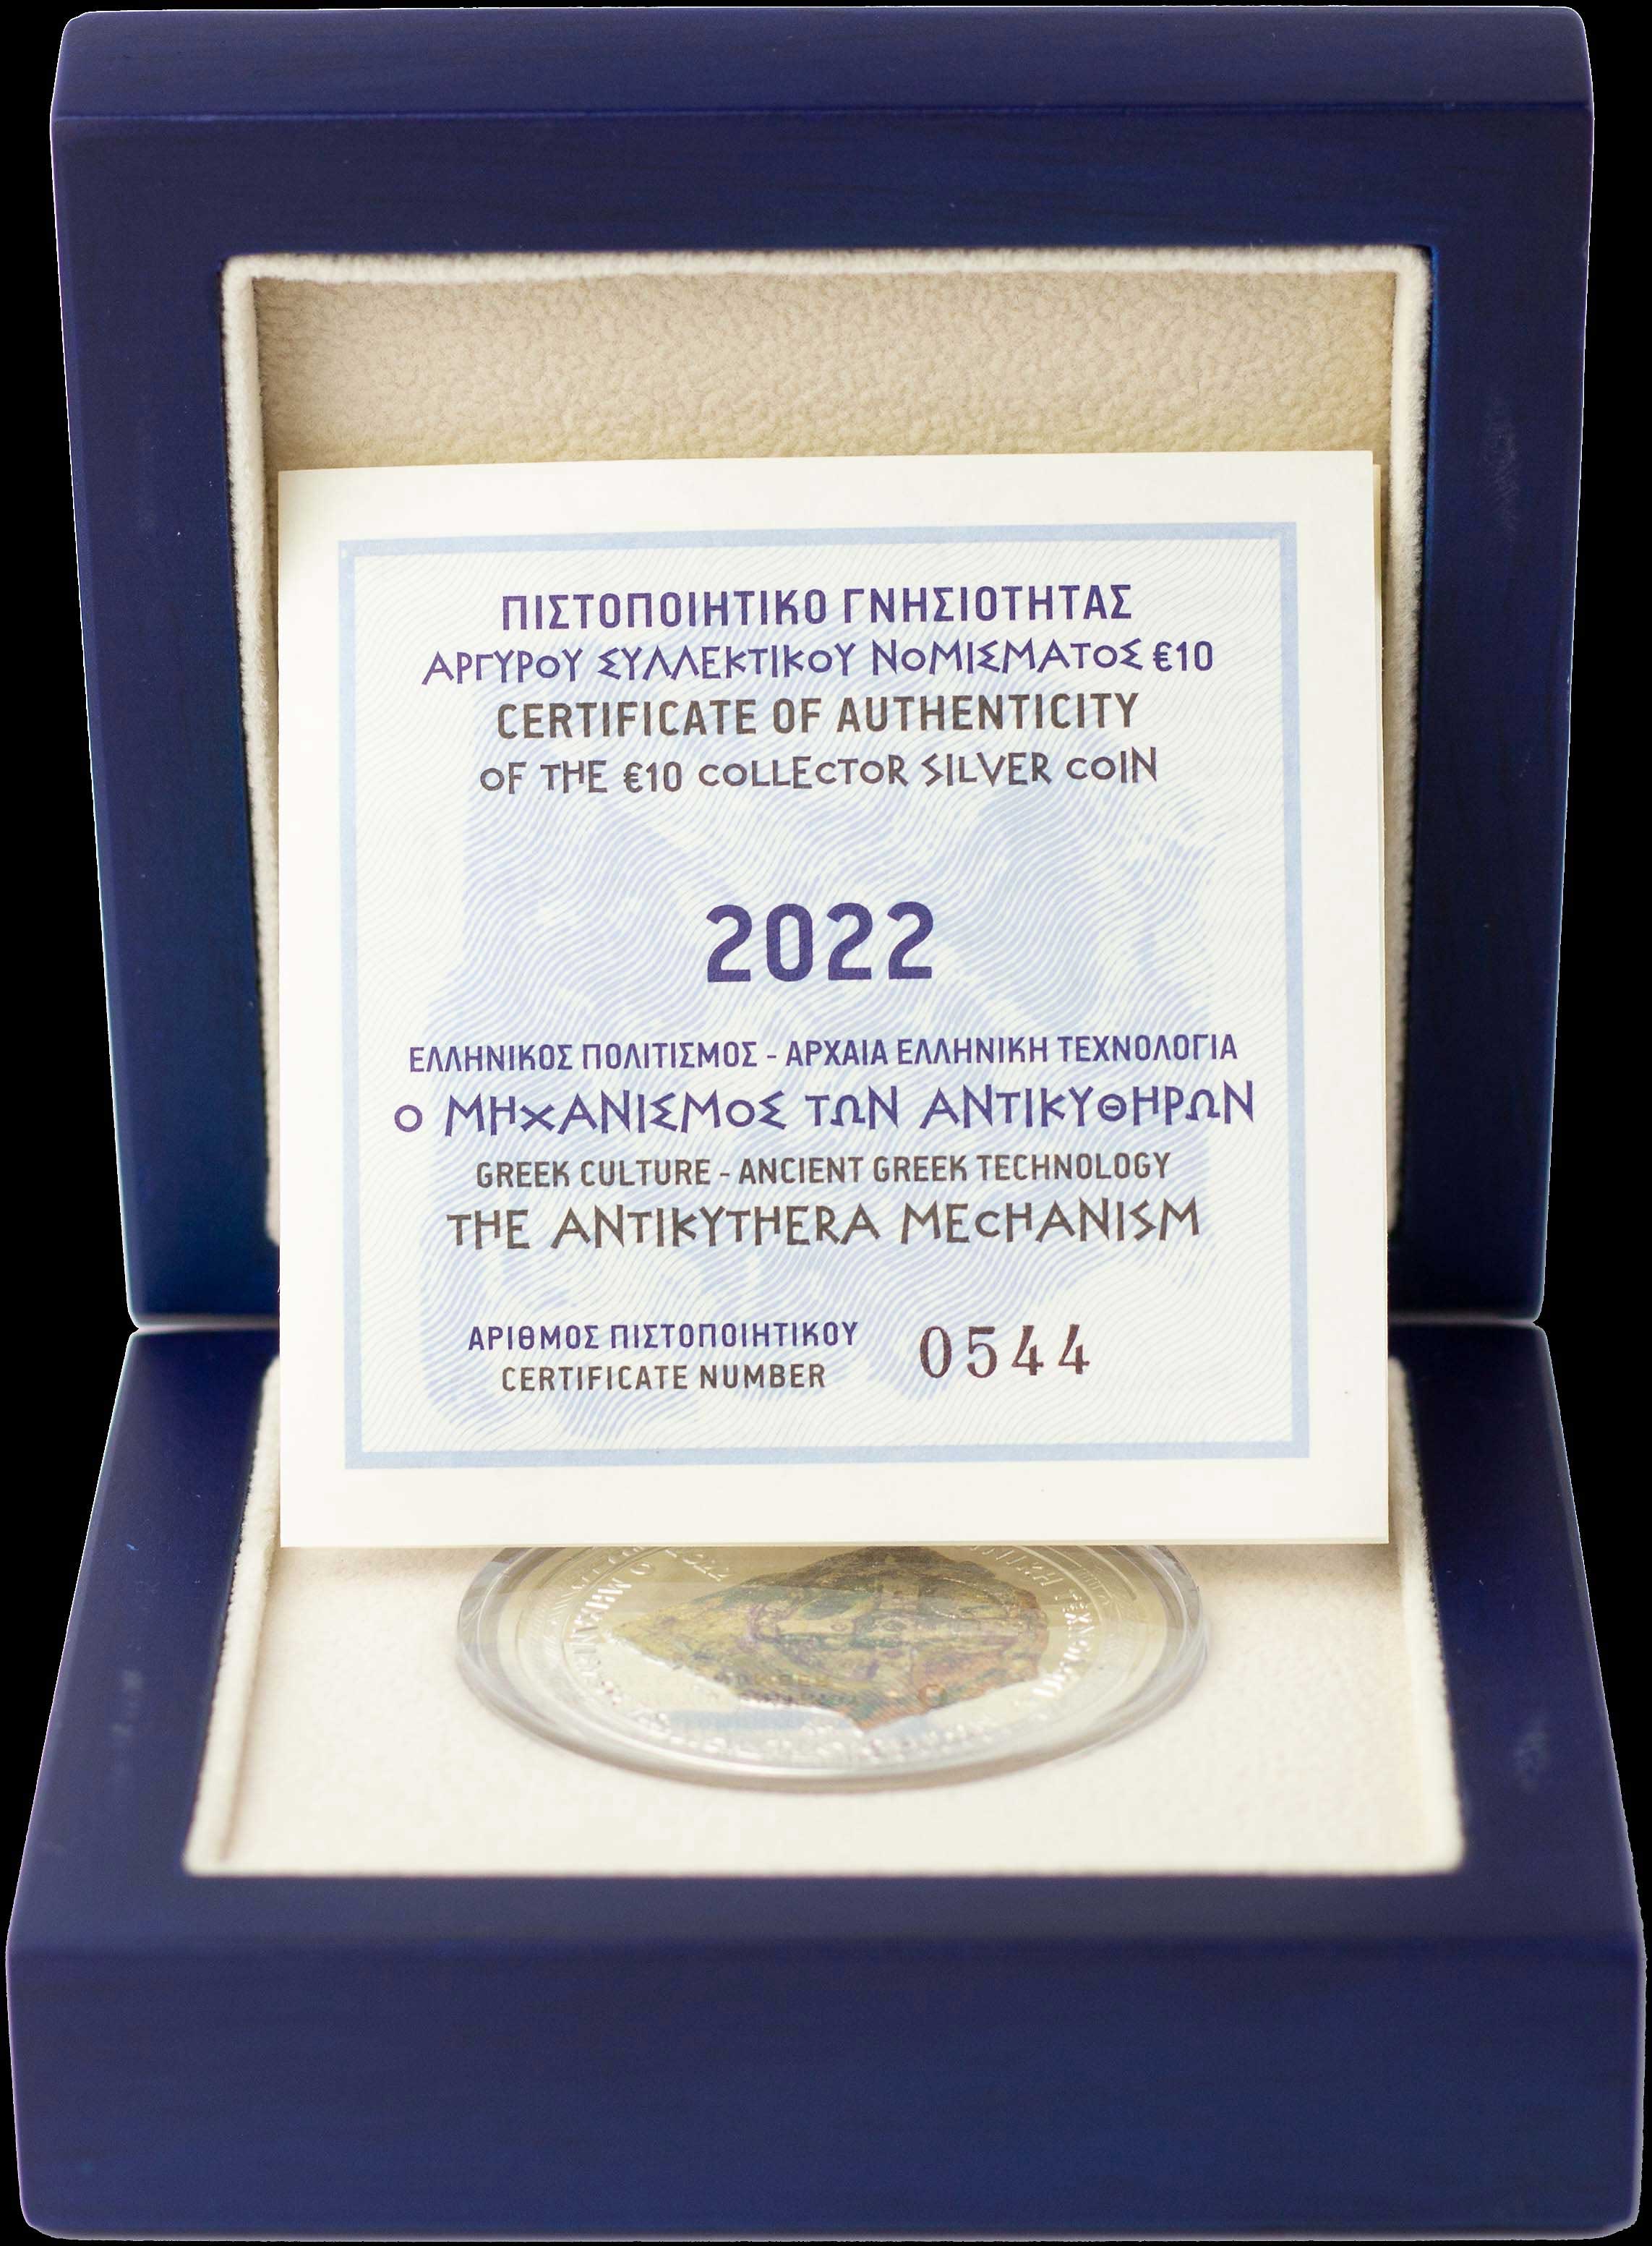 ΠΙΣΤΟΠΟΙΗΤΙΚΟ ΓΝΗΣΙΟΤΗΤΑΣ
ΑΡΓΥΡΟΥ ΣΥΛΛΕΚΤΙΚΟΥ ΝΟΜΙΣΜΑΤΟΣ €10
CERTIFICATE OF AUTHENTICITY
OF THE €10 COLLECTOR SILVER COIN
2022
ΕΛΛΗΝΙΚΟΣ ΠΟΛΙΤΙΣΜΟΣ - ΑΡΧΑΙΑ ΕΛΛΗΝΙΚΗ ΤΕΧΝΟΛΟΓΙΑ
Ο ΜΗΧΑΝΙΣΜΟΣ ΤΩΝ ΑΝΤΙΚΥΘΗΡΩΝ
GREEK CULTURE - ANCIENT GREEK TECHNOLOGY
THE ANTIKYTHERA MECHANISM
ΑΡΙΘΜΟΣ ΠΙΣΤΟΠΟΙΗΤΙΚΟΥ
CERTIFICATE NUMBER
0544
2022